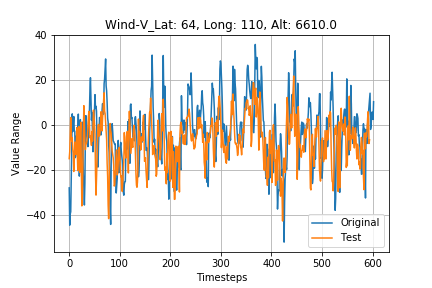 Wind-V_Lat: 64, Long: 110, Alt: 6610.0
Value Range
40
20
0
−20
−40
0 100 200 300 400 500 600
Timesteps
Original
Test